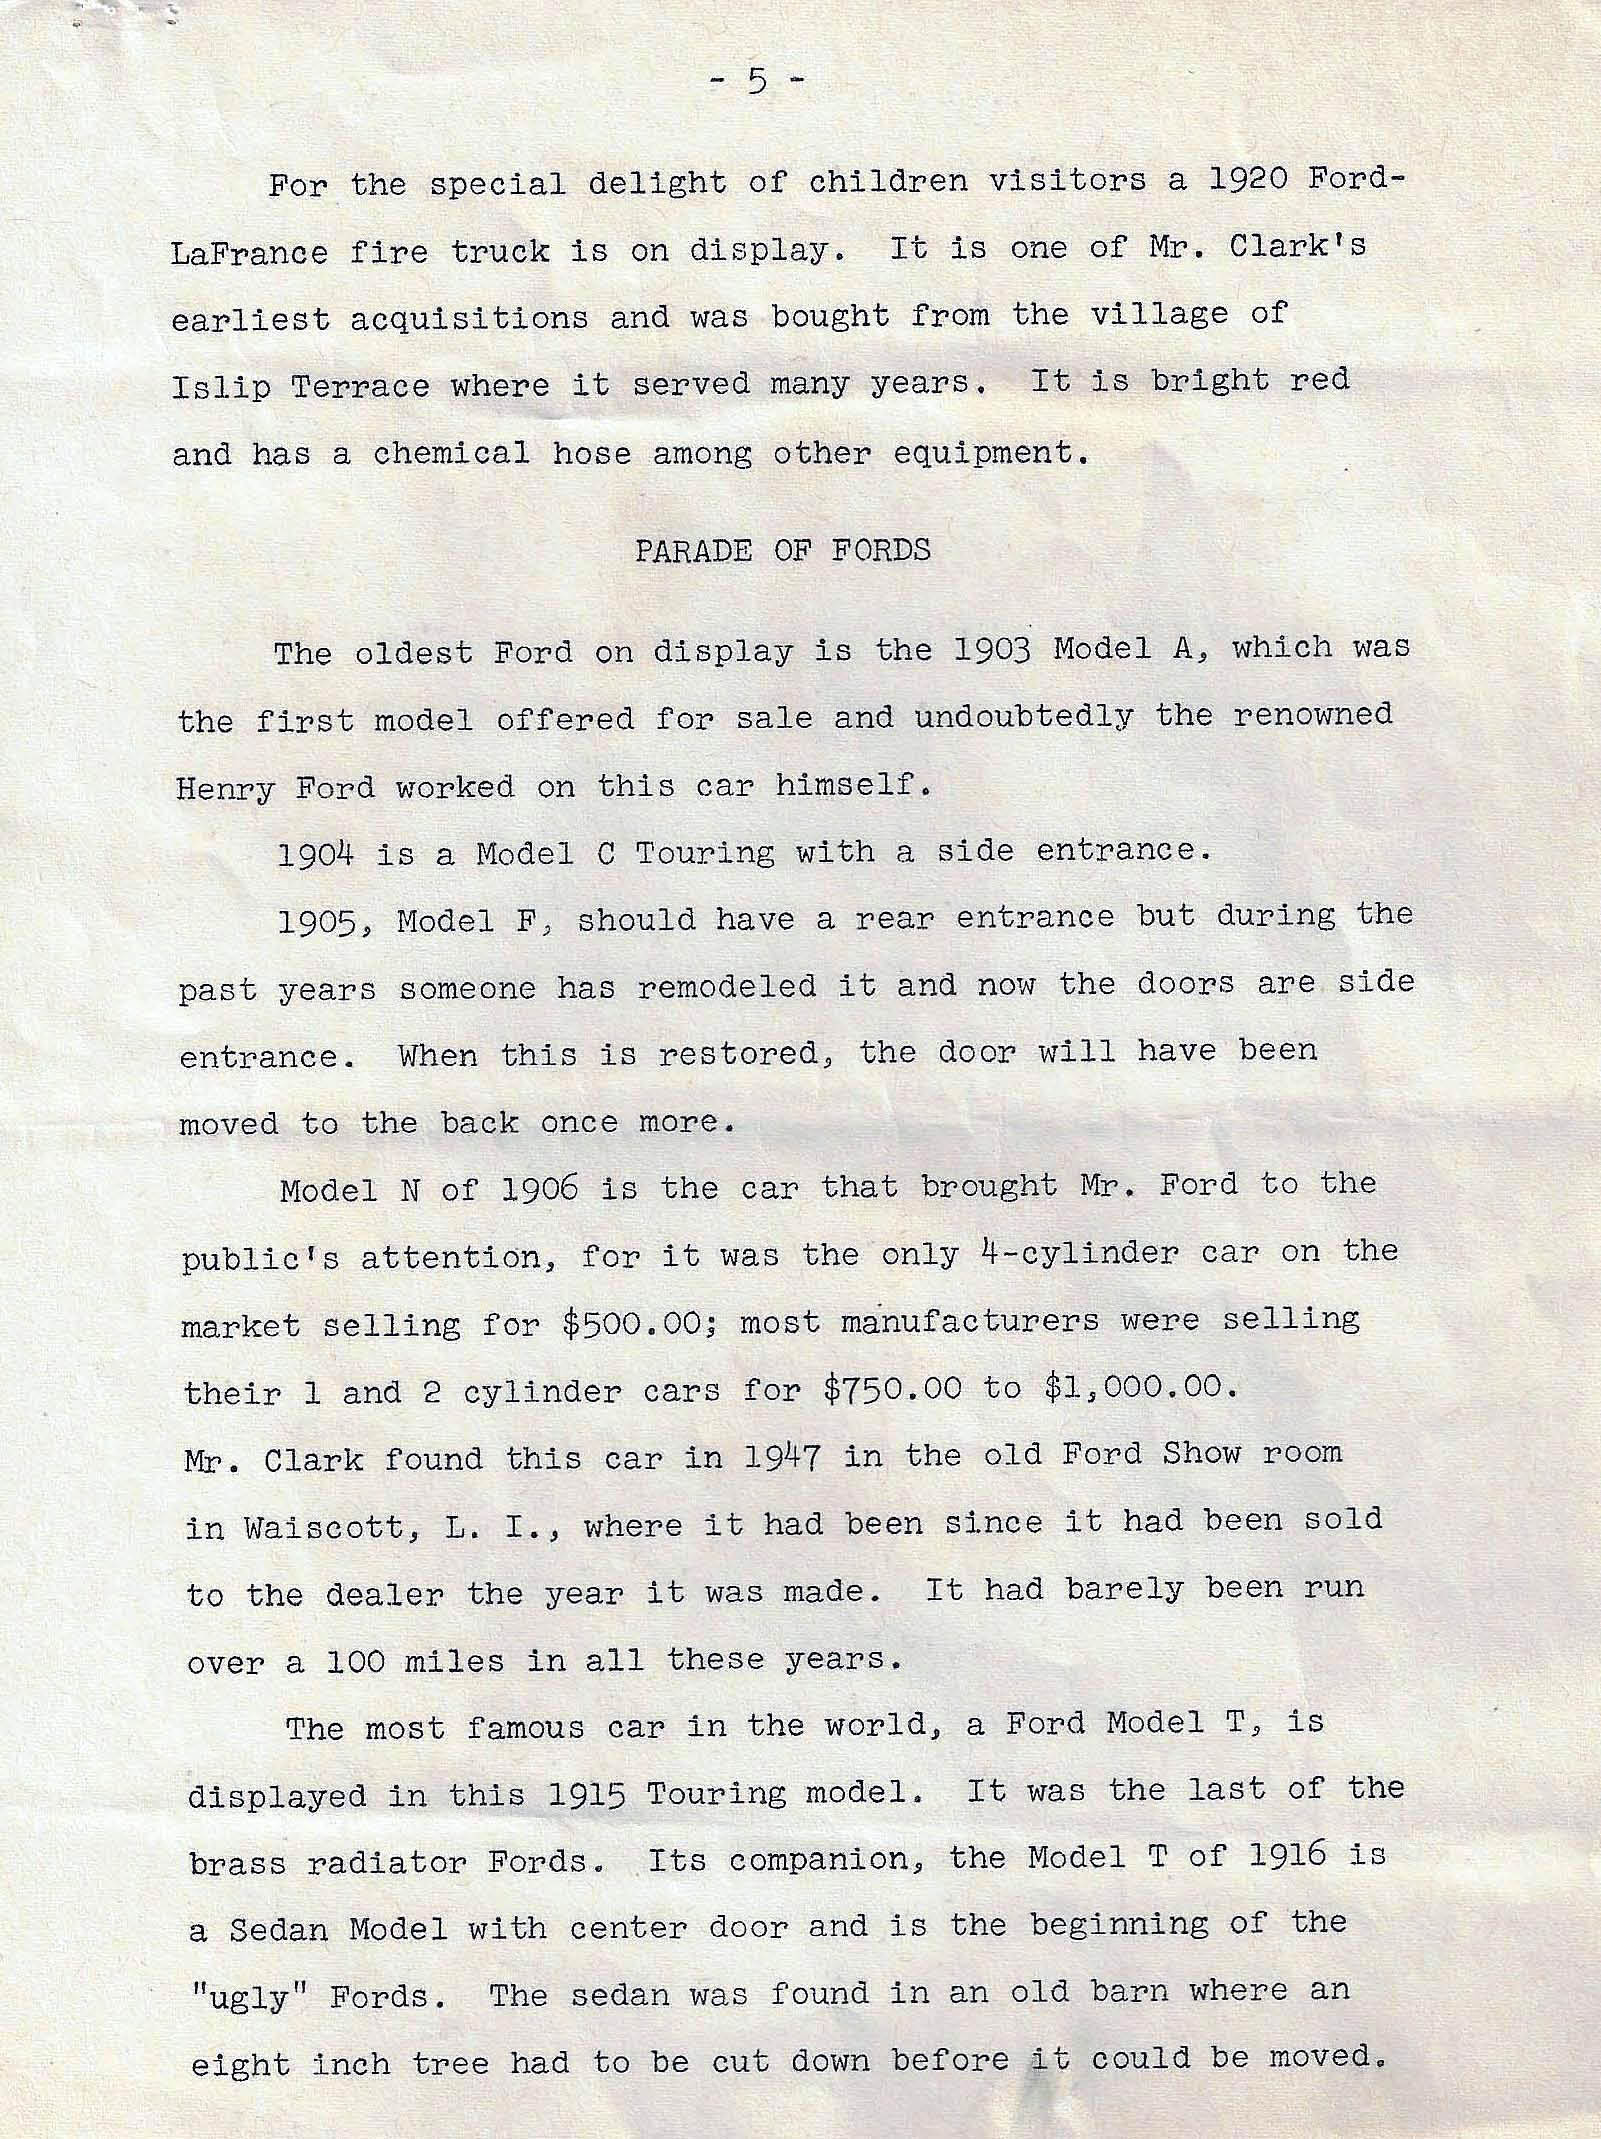 - 5 -
For the special delight of children visitors a 1920 Ford-
LaFrance fire truck is on display.  It is one of Mr. Clark's
earliest acquisitions and was bought from the village of
Islip Terrace where it served many years.  It is bright red
and has a chemical hose among other equipment.
PARADE OF FORDS
The oldest Ford on display is the 1903 Model A, which was
the first model offered for sale and undoubtedly the renowned
Henry Ford worked on this car himself.
1904 is a Model C Touring with a side entrance.
1905, Model F, should have a rear entrance but during the
past years someone has remodeled it and now the doors are side
entrance.  When this is restored, the door will have been
moved to the back once more.
Model N of 1906 is the car that brought Mr. Ford to the
public's attention, for it was the only 4-cylinder car on the
market selling for $500.00; most manufacturers were selling
their 1 and 2 cylinder cars for $750.00 to $1,000.00.
Mr. Clark found this car in 1947 in the old Ford Show room
in Waiscott, L. I., where it had been since it had been sold
to the dealer the year it was made.  It had barely been run
over a 100 miles in all these years.
The most famous car in the world, a Ford Model T, is
displayed in this 1915 Touring model.  It was the last of the
brass radiator Fords.  Its companion, the Model T of 1916 is
a Sedan Model with center door and is the beginning of the
"ugly" Fords.  The sedan was found in an old barn where an
eight inch tree had to be cut down before it could be moved.